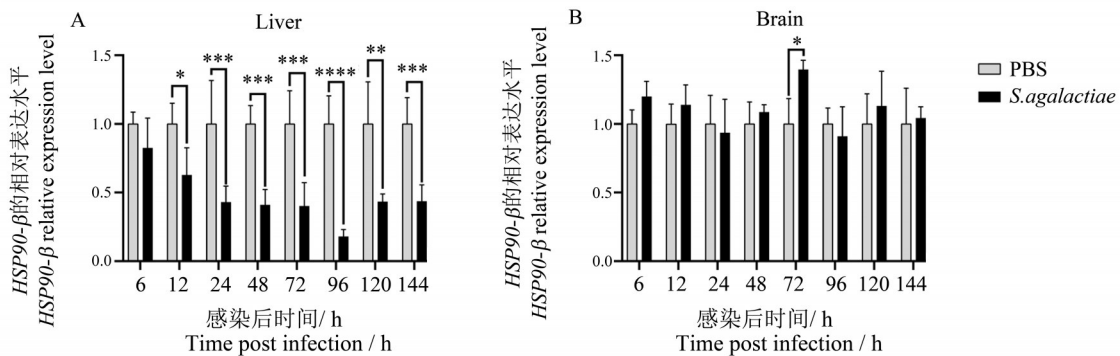 A
Liver
HSP90-β的相对表达水平
HSP90-β relative expression level
1.5
1.0
0.5
0.0
*
***
***
***
****
**
***
6 12 24 48 72 96 120 144
感染后时间/ h
Time post infection / h
B
Brain
HSP90-β的相对表达水平
HSP90-β relative expression level
1.5
1.0
0.5
0.0
*
6 12 24 48 72 96 120 144
感染后时间/ h
Time post infection / h
PBS
S.agalactiae